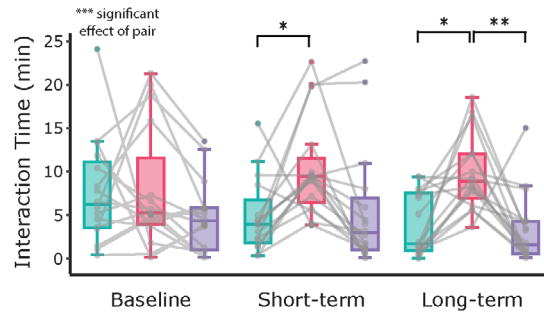 *** significant
effect of pair
*
*
**
Interaction Time (min)
25
20
15
10
5
0
Baseline
Short-term
Long-term